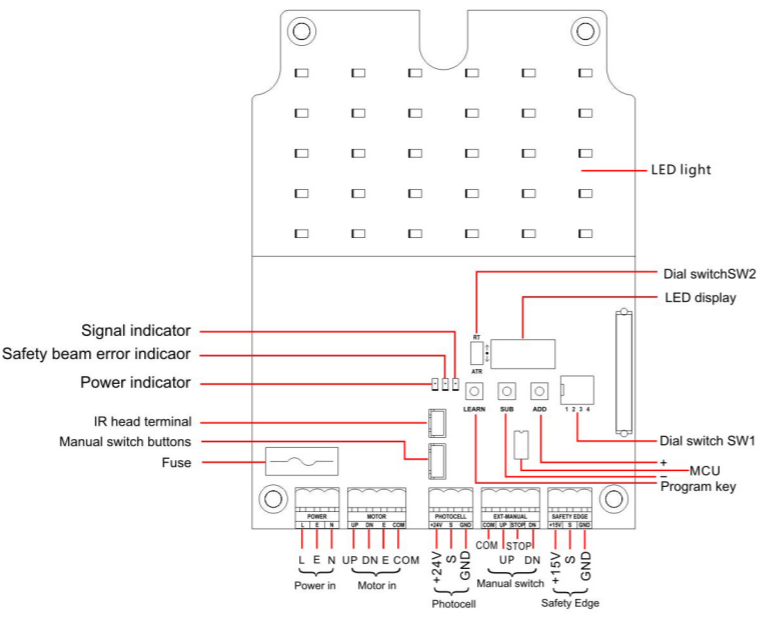 LED light
Dial switchSW2
LED display
RT
ATR
Signal indicator
Safety beam error indicaor
Power indicator
LEARN SUB ADD 1 2 3 4
IR head terminal
Manual switch buttons
Fuse
Dial switch SW1
+
MCU
−
Program key
POWER MOTOR PHOTOCELL EXT-MANUAL SAFETY EDGE
L E N UP DN E COM +24V S GND COM UP STOP DN +15V S GND
L E N UP DN E COM +24V S GND COM UP STOP DN +15V S GND
Power in Motor in Photocell Manual switch Safety Edge